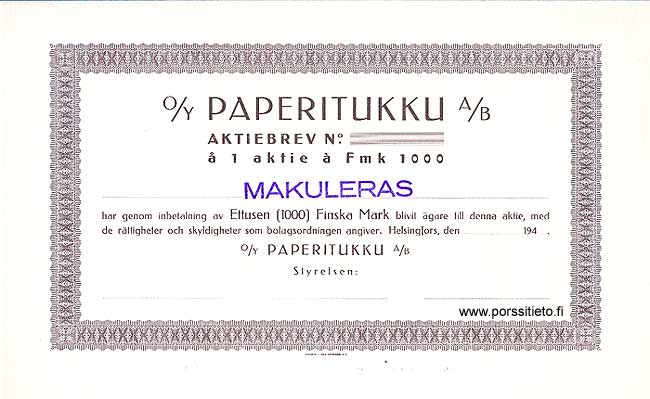 O/Y PAPERITUKKU A/B
AKTIEBREV No
å 1 aktie à Fmk 1000
MAKULERAS
har genom inbetalning av Ettusen (1000) Finska Mark blivit ägare till denna aktie, med
de rättigheter och skyldigheter som bolagsordningen angiver. Helsingfors, den 194 .
O/Y PAPERITUKKU A/B
Styrelsen:
www.porssitieto.fi